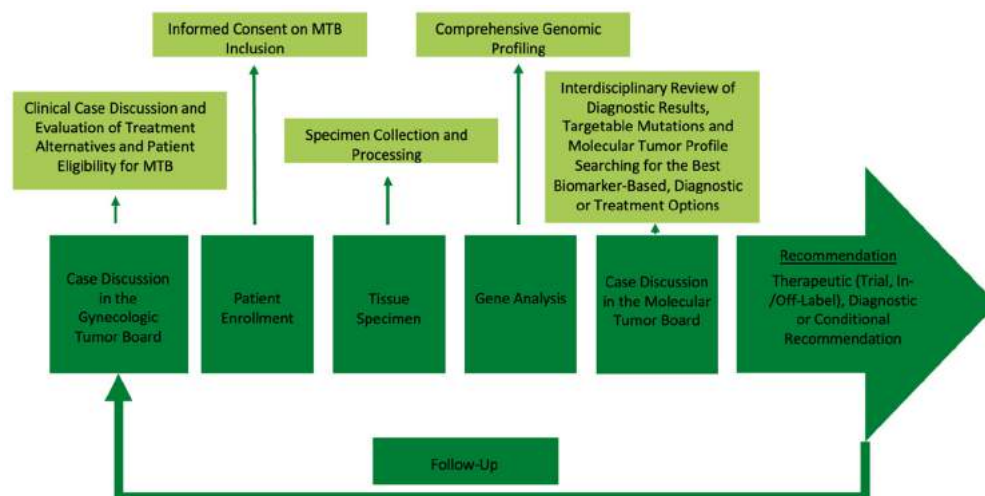 Informed Consent on MTB
Inclusion
Comprehensive Genomic
Profiling
Clinical Case Discussion and
Evaluation of Treatment
Alternatives and Patient
Eligibility for MTB
Specimen Collection and
Processing
Interdisciplinary Review of
Diagnostic Results,
Targetable Mutations and
Molecular Tumor Profile
Searching for the Best
Biomarker-Based, Diagnostic
or Treatment Options
Case Discussion
in the
Gynecologic
Tumor Board
Patient
Enrollment
Tissue
Specimen
Gene Analysis
Case Discussion
in the Molecular
Tumor Board
Recommendation
Therapeutic (Trial, In-
/Off-Label), Diagnostic
or Conditional
Recommendation
Follow-Up